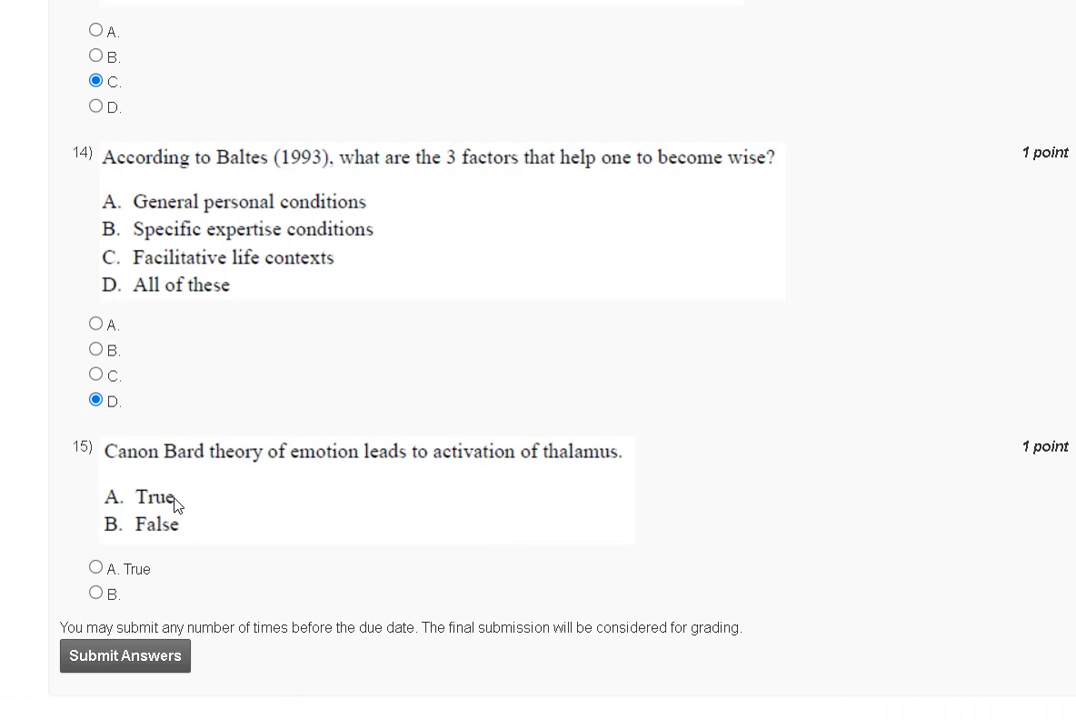 A.
B.
C.
D.
14) According to Baltes (1993), what are the 3 factors that help one to become wise? 1 point
A. General personal conditions
B. Specific expertise conditions
C. Facilitative life contexts
D. All of these
A.
B.
C.
D.
15) Canon Bard theory of emotion leads to activation of thalamus. 1 point
A. True
B. False
A. True
B.
You may submit any number of times before the due date. The final submission will be considered for grading.
Submit Answers